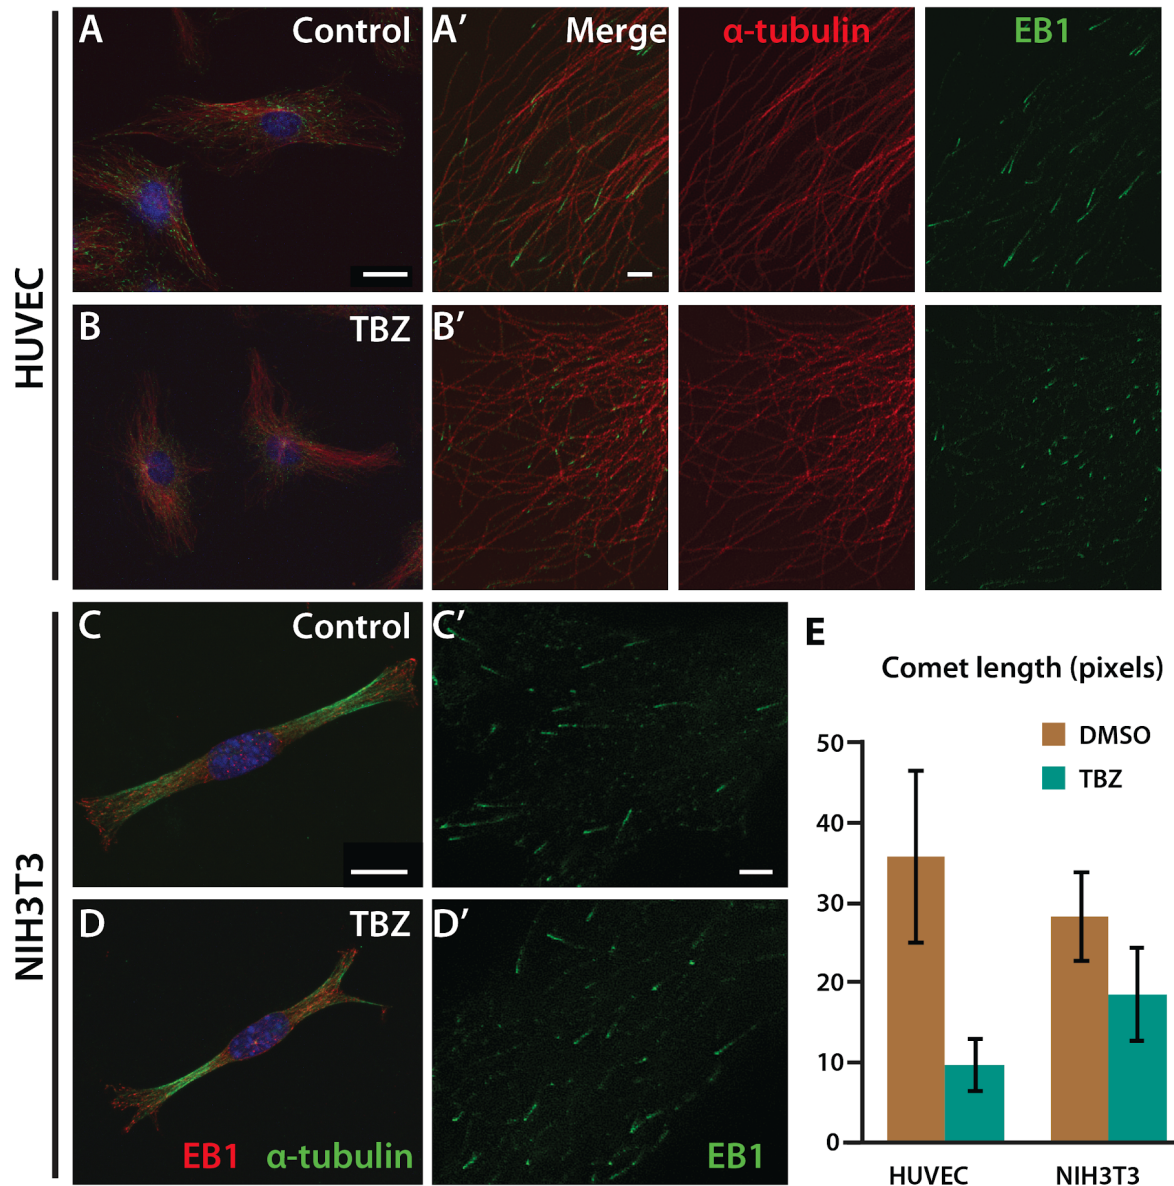 HUVEC
A
Control
A′
Merge
α-tubulin
EB1
B
TBZ
B′
NIH3T3
C
Control
C′
D
TBZ
EB1 α-tubulin
D′
EB1
E
Comet length (pixels)
DMSO
TBZ
50
40
30
20
10
0
HUVEC
NIH3T3